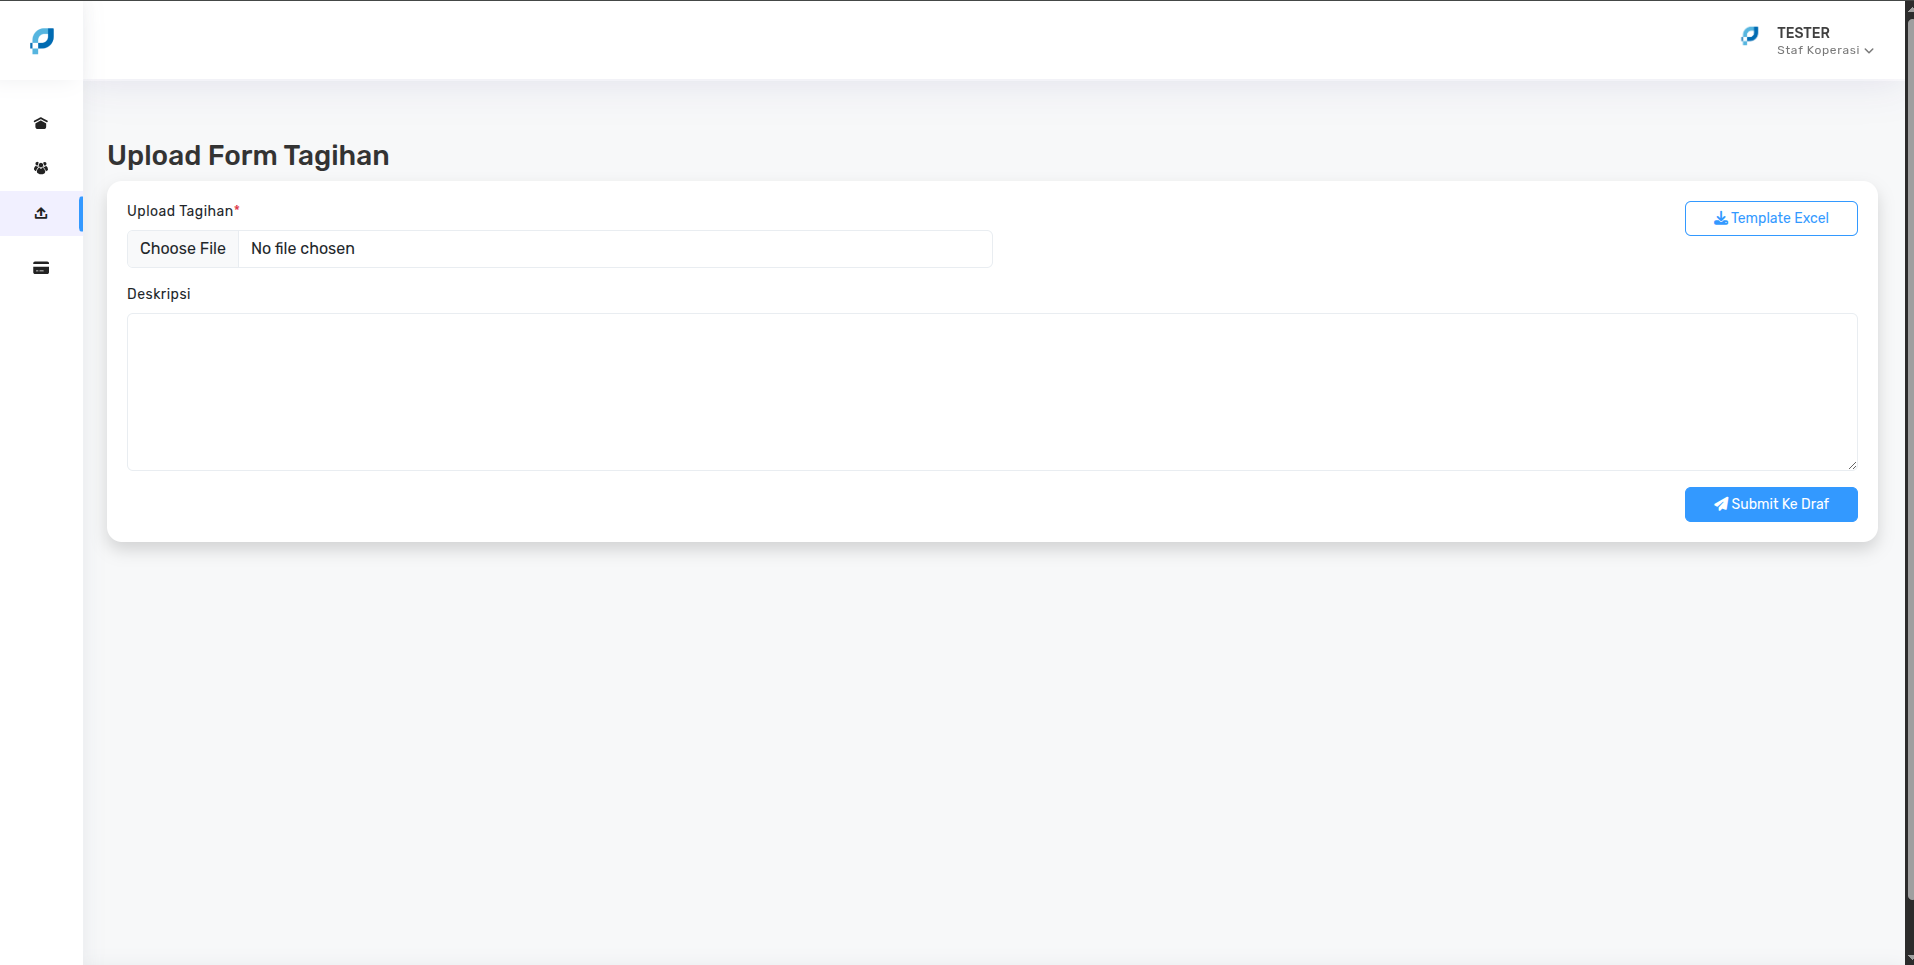 TESTER
Staf Koperasi
Upload Form Tagihan
Upload Tagihan*
Template Excel
Choose File No file chosen
Deskripsi
Submit Ke Draf